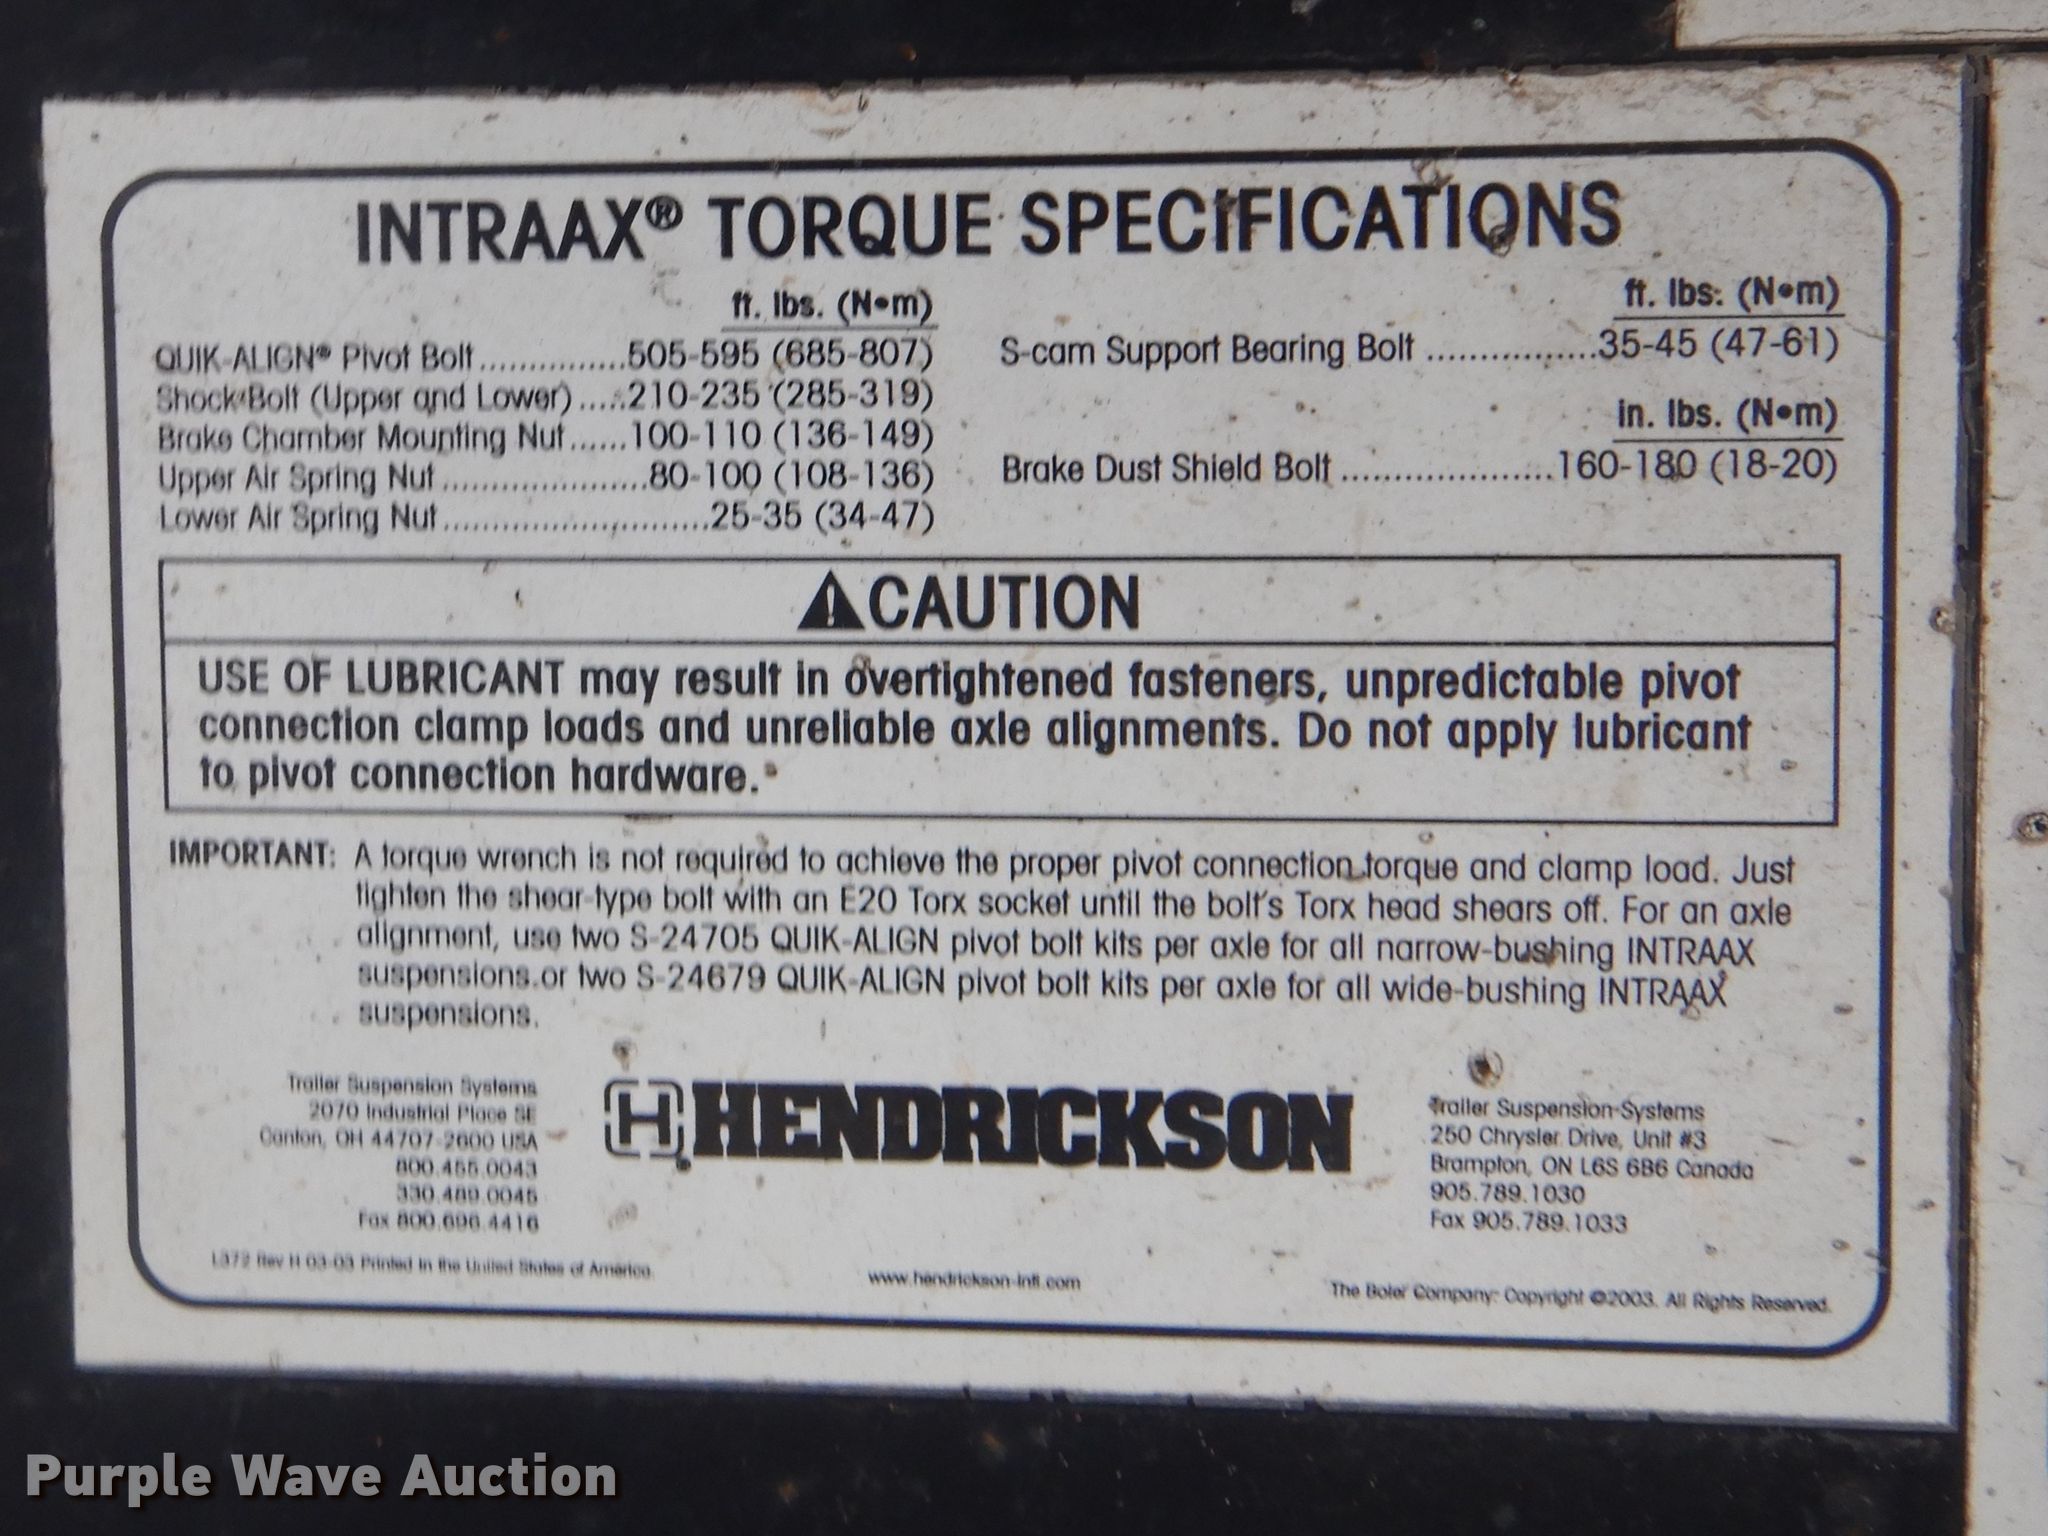 INTRAAX® TORQUE SPECIFICATIONS
ft. lbs. (N•m)
QUIK-ALIGN® Pivot Bolt...............505-595 (685-807)
Shock Bolt (Upper and Lower).....210-235 (285-319)
Brake Chamber Mounting Nut......100-110 (136-149)
Upper Air Spring Nut.....................80-100 (108-136)
Lower Air Spring Nut...........................25-35 (34-47)
ft. lbs. (N•m)
S-cam Support Bearing Bolt.................35-45 (47-61)
in. lbs. (N•m)
Brake Dust Shield Bolt.....................160-180 (18-20)
CAUTION
USE OF LUBRICANT may result in overtightened fasteners, unpredictable pivot
connection clamp loads and unreliable axle alignments. Do not apply lubricant
to pivot connection hardware.
IMPORTANT: A torque wrench is not required to achieve the proper pivot connection torque and clamp load. Just
tighten the shear-type bolt with an E20 Torx socket until the bolt's Torx head shears off. For an axle
alignment, use two S-24705 QUIK-ALIGN pivot bolt kits per axle for all narrow-bushing INTRAAX
suspensions or two S-24679 QUIK-ALIGN pivot bolt kits per axle for all wide-bushing INTRAAX
suspensions.
Trailer Suspension Systems
2070 Industrial Place SE
Canton, OH 44707-2600 USA
800.455.0043
330.489.0045
Fax 800.696.4416
H HENDRICKSON
Trailer Suspension Systems
250 Chrysler Drive, Unit #3
Brampton, ON L6S 6B6 Canada
905.789.1030
Fax 905.789.1033
L372 Rev H 03-03 Printed in the United States of America
www.hendrickson-intl.com
The Boler Company. Copyright ©2003. All Rights Reserved.
Purple Wave Auction